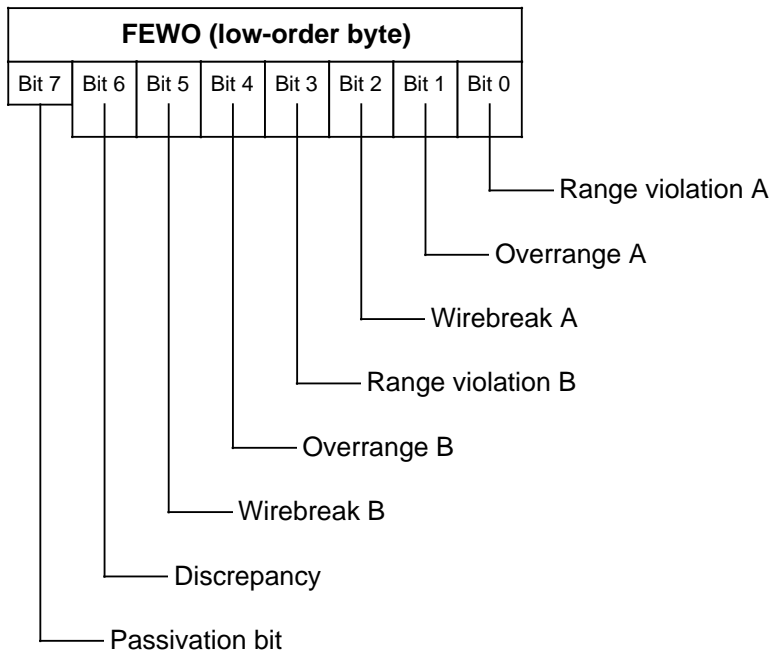 FEWO (low-order byte)
Bit 7 Bit 6 Bit 5 Bit 4 Bit 3 Bit 2 Bit 1 Bit 0
Range violation A
Overrange A
Wirebreak A
Range violation B
Overrange B
Wirebreak B
Discrepancy
Passivation bit